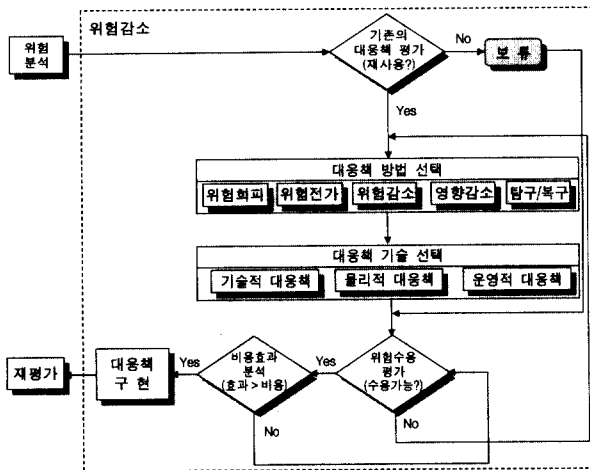 위험감소
위험
분석
기존의
대응책 평가
(재사용?)
No
보 류
Yes
대응책 방법 선택
위험회피
위험전가
위험감소
영향감소
탐구/복구
대응책 기술 선택
기술적 대응책
물리적 대응책
운영적 대응책
재평가
대응책
구 현
Yes
비용효과
분석
(효과 > 비용)
Yes
위험수용
평가
(수용가능?)
No
No